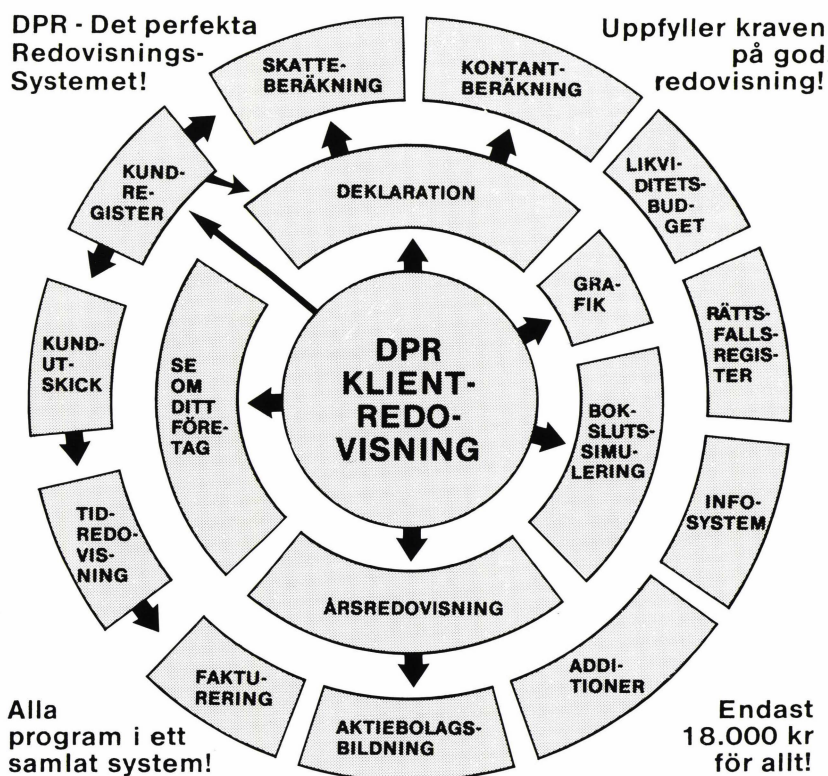 DPR - Det perfekta
Redovisnings-
Systemet!
Uppfyller kraven
på god
redovisning!
SKATTE-
BERÄKNING
KONTANT-
BERÄKNING
KUND-
RE-
GISTER
DEKLARATION
LIKVI-
DITETS-
BUD-
GET
GRA-
FIK
RÄTTS-
FALLS-
REGIS-
TER
KUND-
UT-
SKICK
SE
OM
DITT
FÖRE-
TAG
DPR
KLIENT-
REDO-
VISNING
BOK-
SLUTS-
SIMU-
LERING
INFO-
SYSTEM
TID-
REDO-
VIS-
NING
ÅRSREDOVISNING
FAKTU-
RERING
AKTIEBOLAGS-
BILDNING
ADDI-
TIONER
Alla
program i ett
samlat system!
Endast
18.000 kr
för allt!